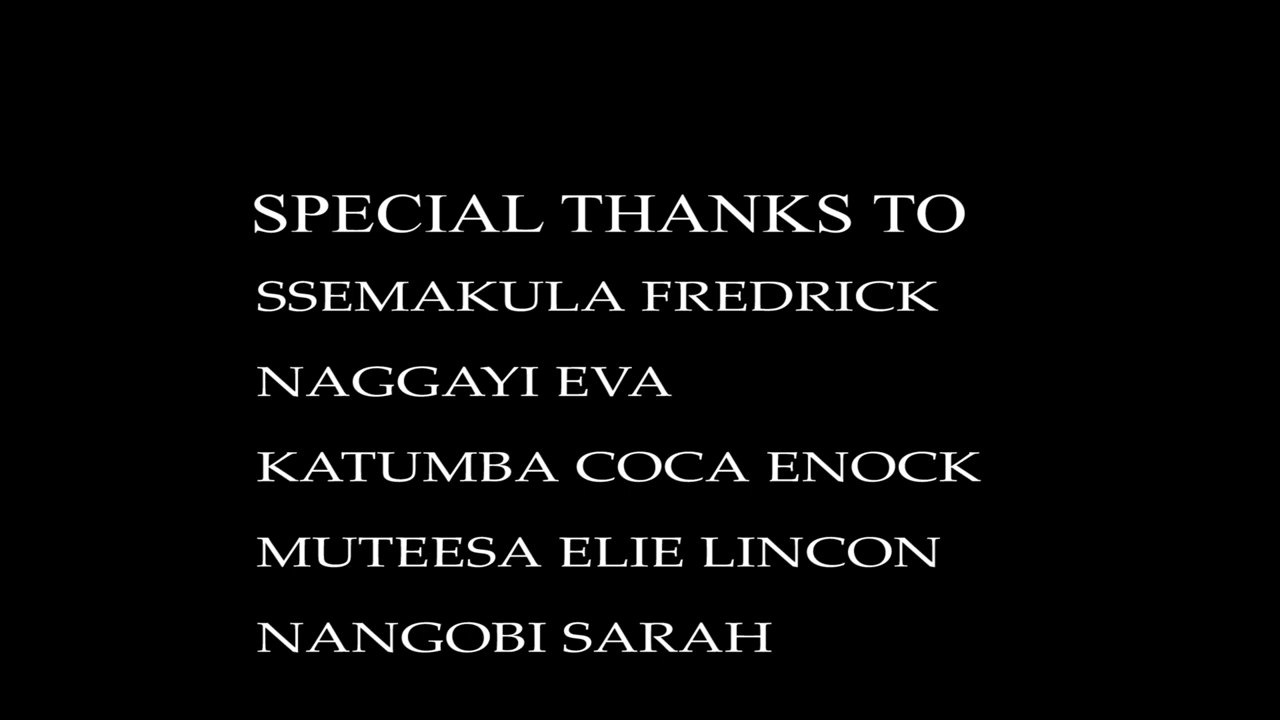 SPECIAL THANKS TO
SSEMAKULA FREDRICK
NAGGAYI EVA
KATUMBA COCA ENOCK
MUTEESA ELIE LINCON
NANGOBI SARAH